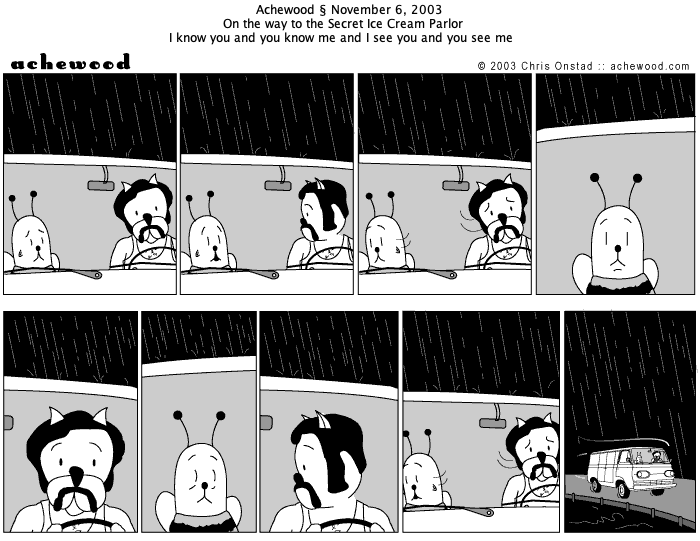 Achewood § November 6, 2003
On the way to the Secret Ice Cream Parlor
I know you and you know me and I see you and you see me
achewood
© 2003 Chris Onstad :: achewood.com